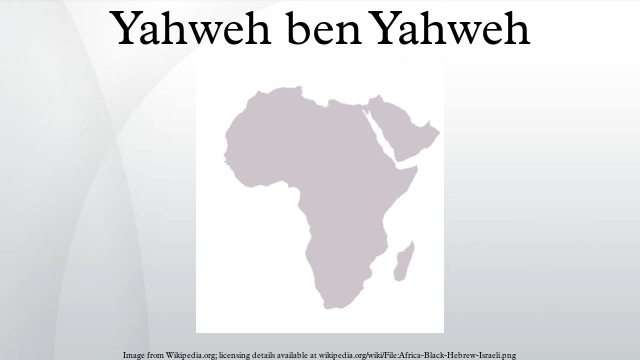 Yahweh ben Yahweh
Image from Wikipedia.org; licensing details available at wikipedia.org/wiki/File:Africa-Black-Hebrew-Israeli.png